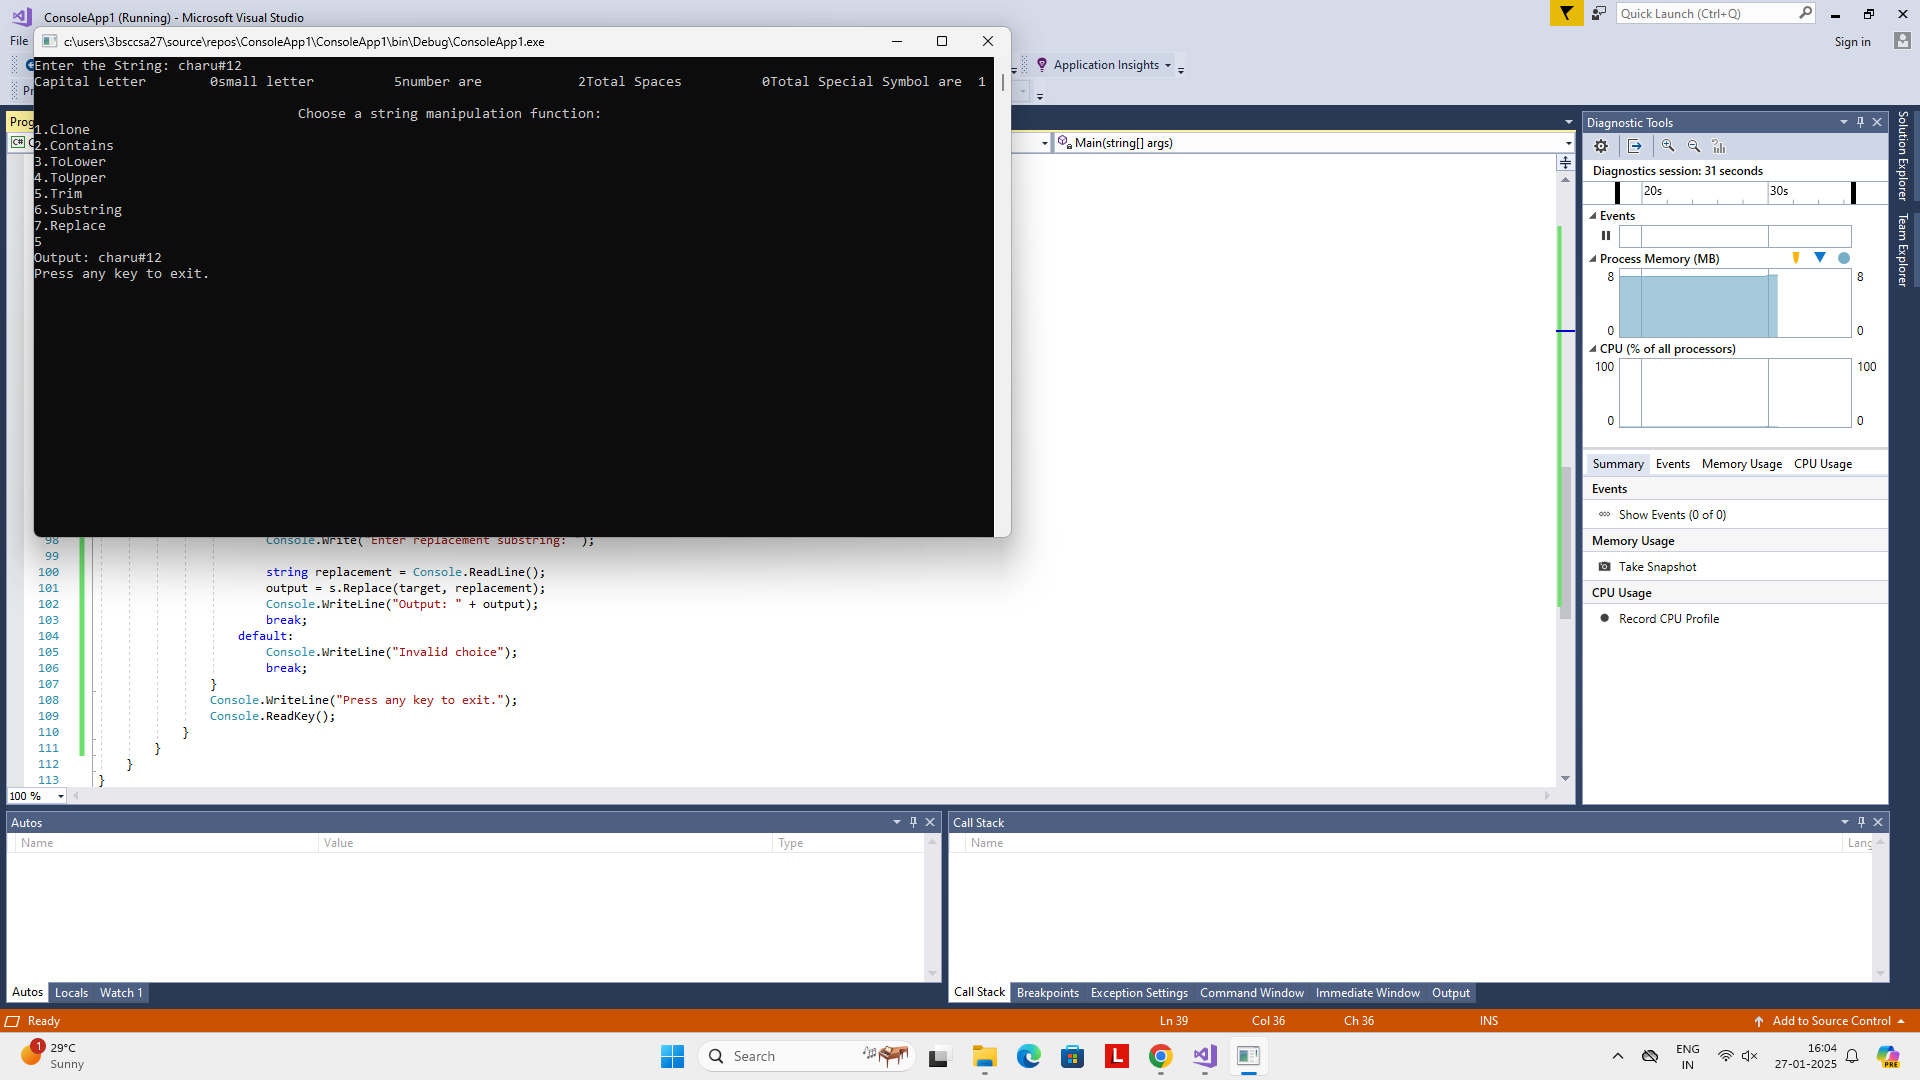 ConsoleApp1 (Running) - Microsoft Visual Studio
Quick Launch (Ctrl+Q)
File
Sign in
c:\users\3bsccsa27\source\repos\ConsoleApp1\ConsoleApp1\bin\Debug\ConsoleApp1.exe
Application Insights
Enter the String: charu#12
Capital Letter 0small letter 5number are 2Total Spaces 0Total Special Symbol are 1
Choose a string manipulation function:
1.Clone
2.Contains
3.ToLower
4.ToUpper
5.Trim
6.Substring
7.Replace
5
Output: charu#12
Press any key to exit.
Prog
C#
Main(string[] args)
98 Console.Write("Enter replacement substring: ");
99
100 string replacement = Console.ReadLine();
101 output = s.Replace(target, replacement);
102 Console.WriteLine("Output: " + output);
103 break;
104 default:
105 Console.WriteLine("Invalid choice");
106 break;
107 }
108 Console.WriteLine("Press any key to exit.");
109 Console.ReadKey();
110 }
111 }
112 }
113 }
100 %
Diagnostic Tools
Diagnostics session: 31 seconds
20s 30s
Events
Process Memory (MB)
8 8
0 0
CPU (% of all processors)
100 100
0 0
Summary Events Memory Usage CPU Usage
Events
Show Events (0 of 0)
Memory Usage
Take Snapshot
CPU Usage
Record CPU Profile
Solution Explorer
Team Explorer
Autos
Name Value Type
Autos Locals Watch 1
Call Stack
Name Lang
Call Stack Breakpoints Exception Settings Command Window Immediate Window Output
Ready Ln 39 Col 36 Ch 36 INS Add to Source Control
1
29°C
Sunny
Search
L
PRE
ENG
IN
16:04
27-01-2025